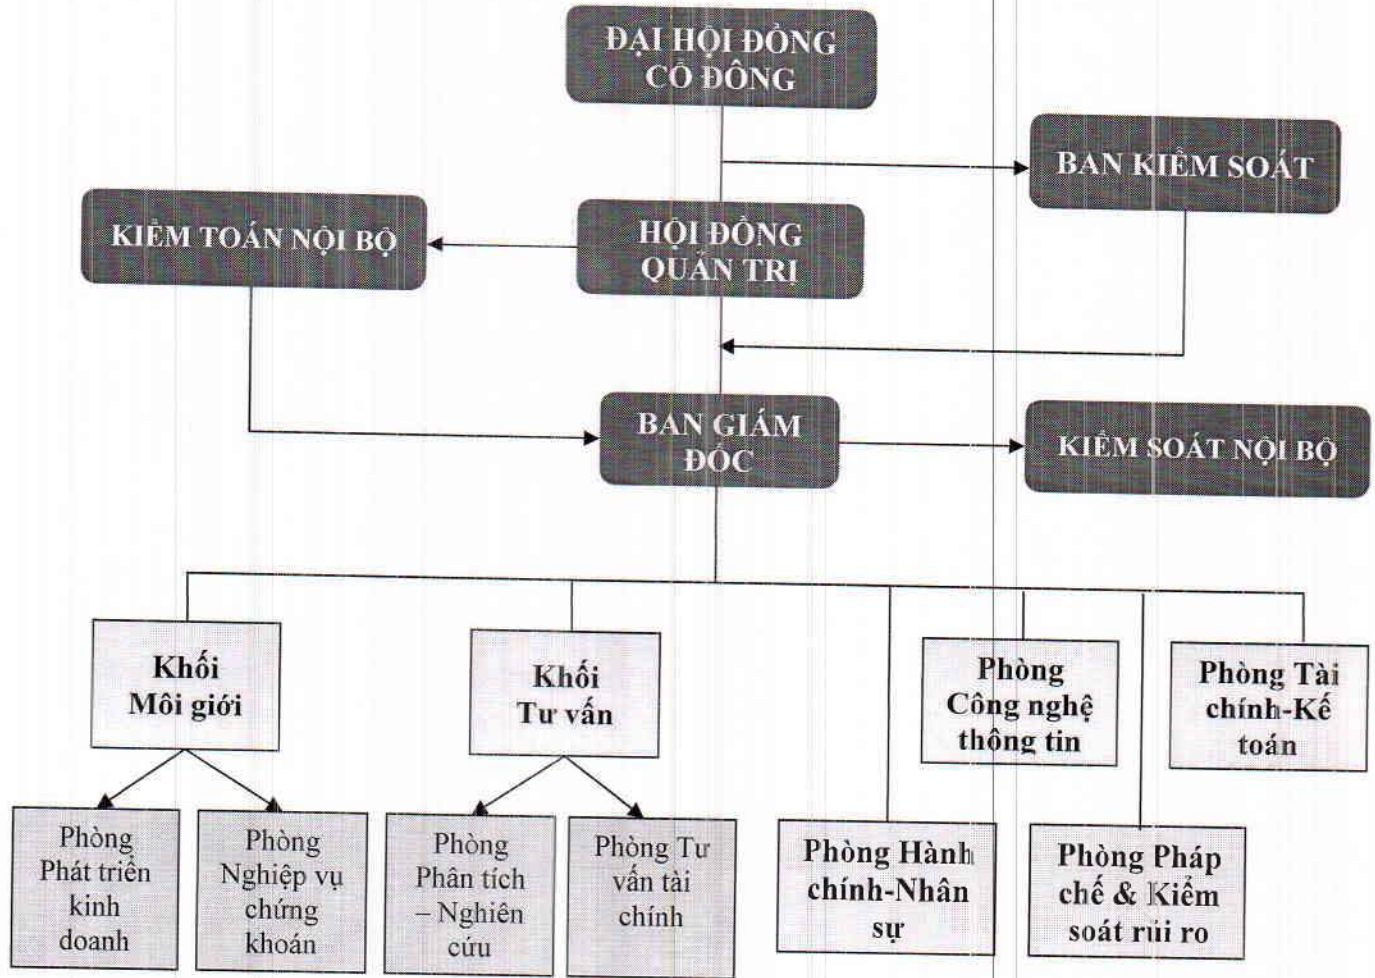 ĐẠI HỘI ĐỒNG
CỔ ĐÔNG
BAN KIỂM SOÁT
KIỂM TOÁN NỘI BỘ
HỘI ĐỒNG
QUẢN TRỊ
BAN GIÁM
ĐỐC
KIỂM SOÁT NỘI BỘ
Khối
Môi giới
Khối
Tư vấn
Phòng
Công nghệ
thông tin
Phòng Tài
chính-Kế
toán
Phòng
Phát triển
kinh
doanh
Phòng
Nghiệp vụ
chứng
khoán
Phòng
Phân tích
– Nghiên
cứu
Phòng Tư
vấn tài
chính
Phòng Hành
chính-Nhân
sự
Phòng Pháp
chế & Kiểm
soát rủi ro